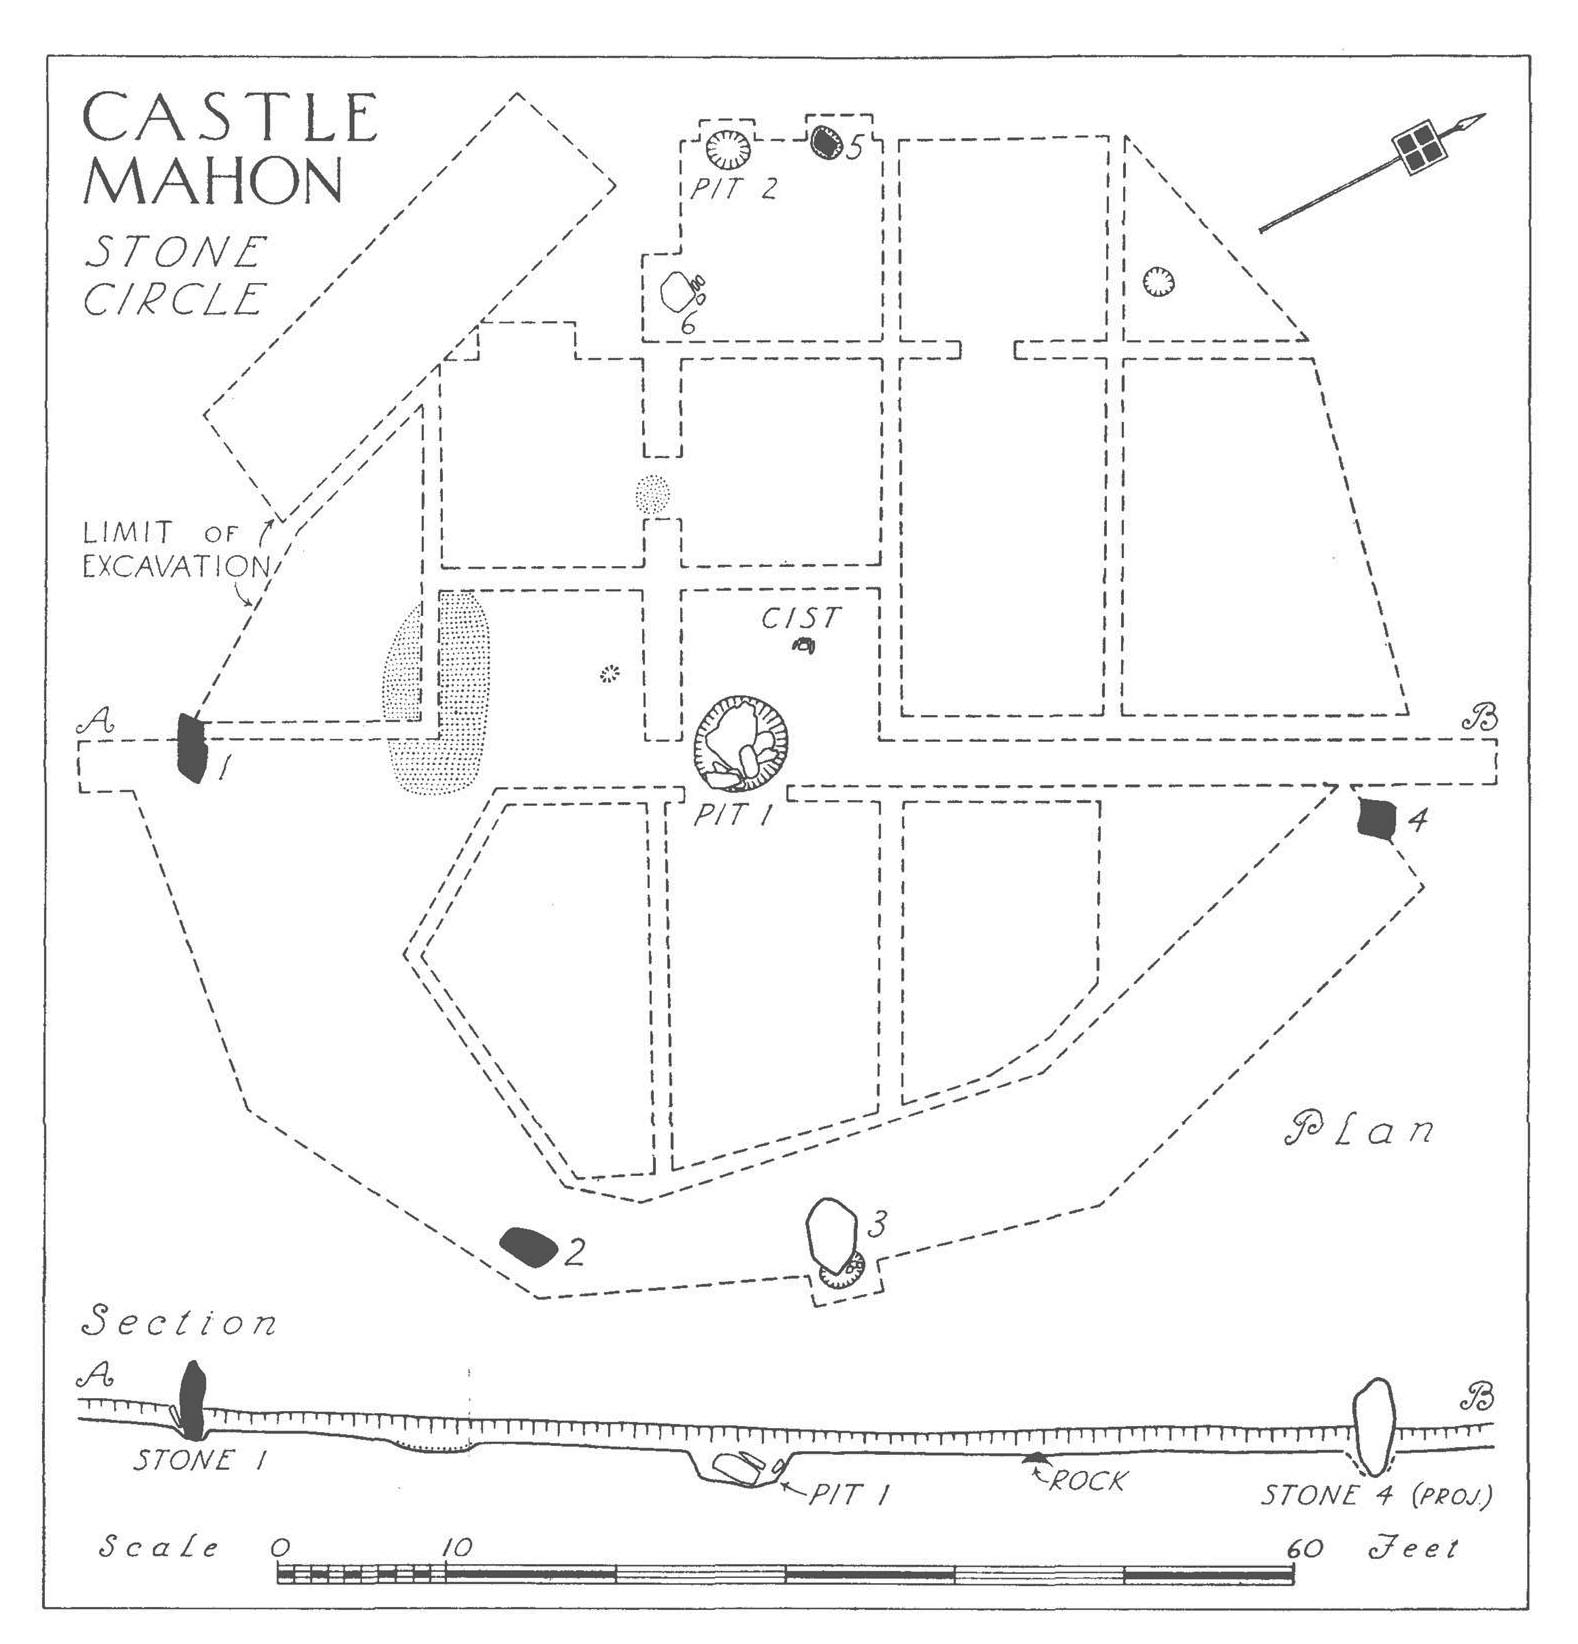 CASTLE
MAHON
STONE
CIRCLE
PIT 2
5
6
LIMIT OF
EXCAVATION
CIST
A
B
1
PIT 1
4
Plan
2
3
Section
A
B
STONE 1
PIT 1
ROCK
STONE 4 (PROJ.)
Scale 0 10 60 Feet